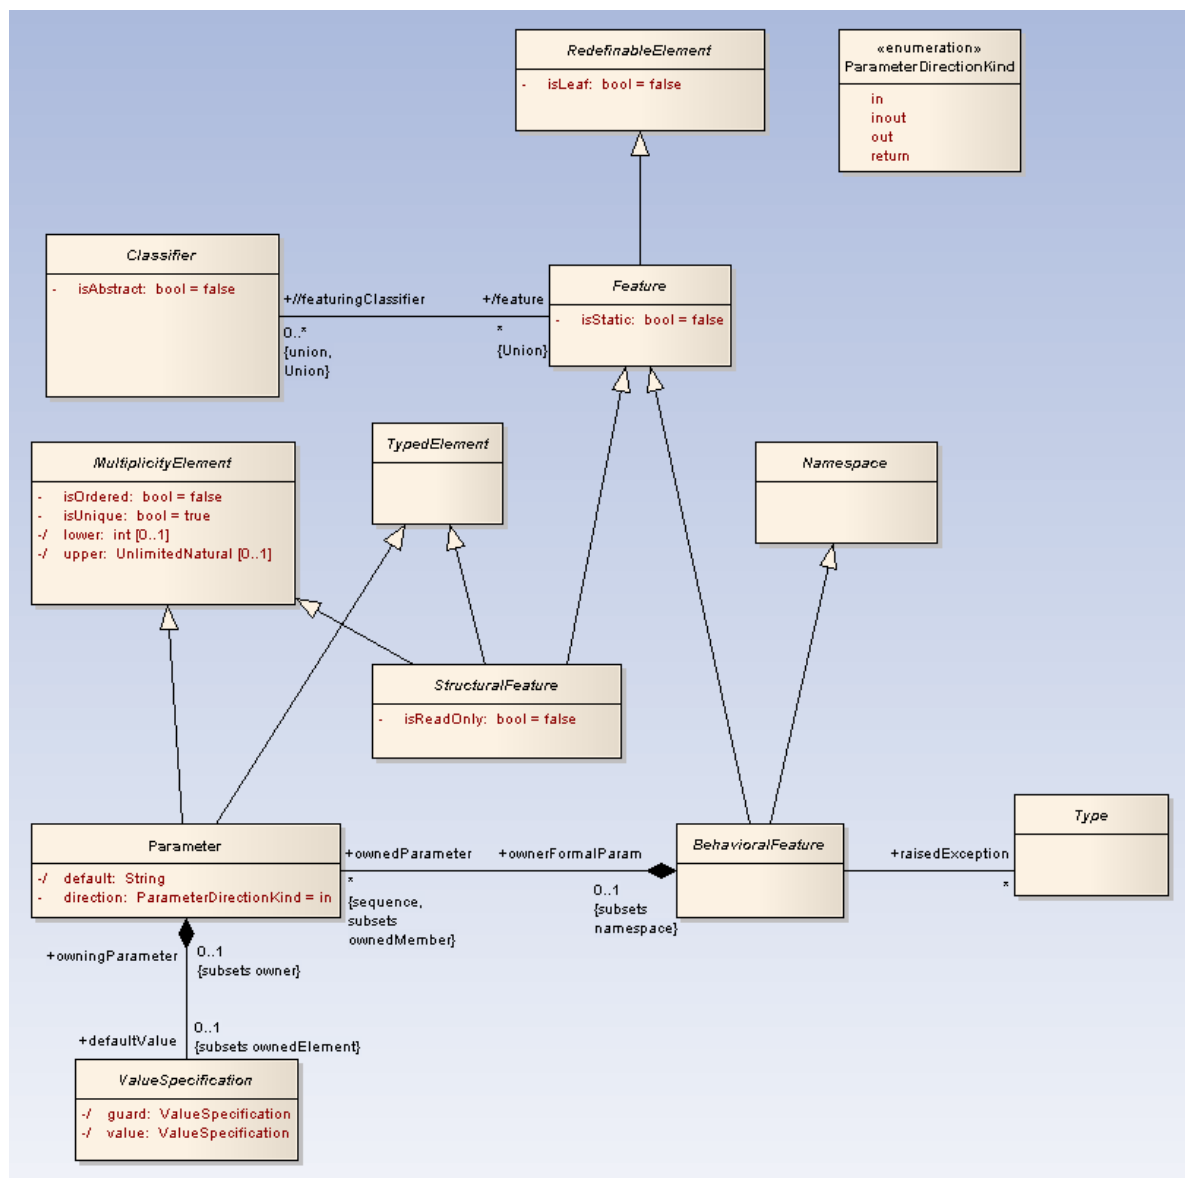 RedefinableElement
- isLeaf: bool = false
«enumeration»
ParameterDirectionKind
in
inout
out
return
Classifier
- isAbstract: bool = false
+//featuringClassifier
0..*
{union,
Union}
+/feature
*
{Union}
Feature
- isStatic: bool = false
MultiplicityElement
- isOrdered: bool = false
- isUnique: bool = true
-/ lower: int [0..1]
-/ upper: UnlimitedNatural [0..1]
TypedElement
Namespace
StructuralFeature
- isReadOnly: bool = false
Parameter
-/ default: String
- direction: ParameterDirectionKind = in
+ownedParameter
*
{sequence,
subsets
ownedMember}
+ownerFormalParam
0..1
{subsets
namespace}
BehavioralFeature
+raisedException
*
Type
+owningParameter
0..1
{subsets owner}
+defaultValue
0..1
{subsets ownedElement}
ValueSpecification
-/ guard: ValueSpecification
-/ value: ValueSpecification